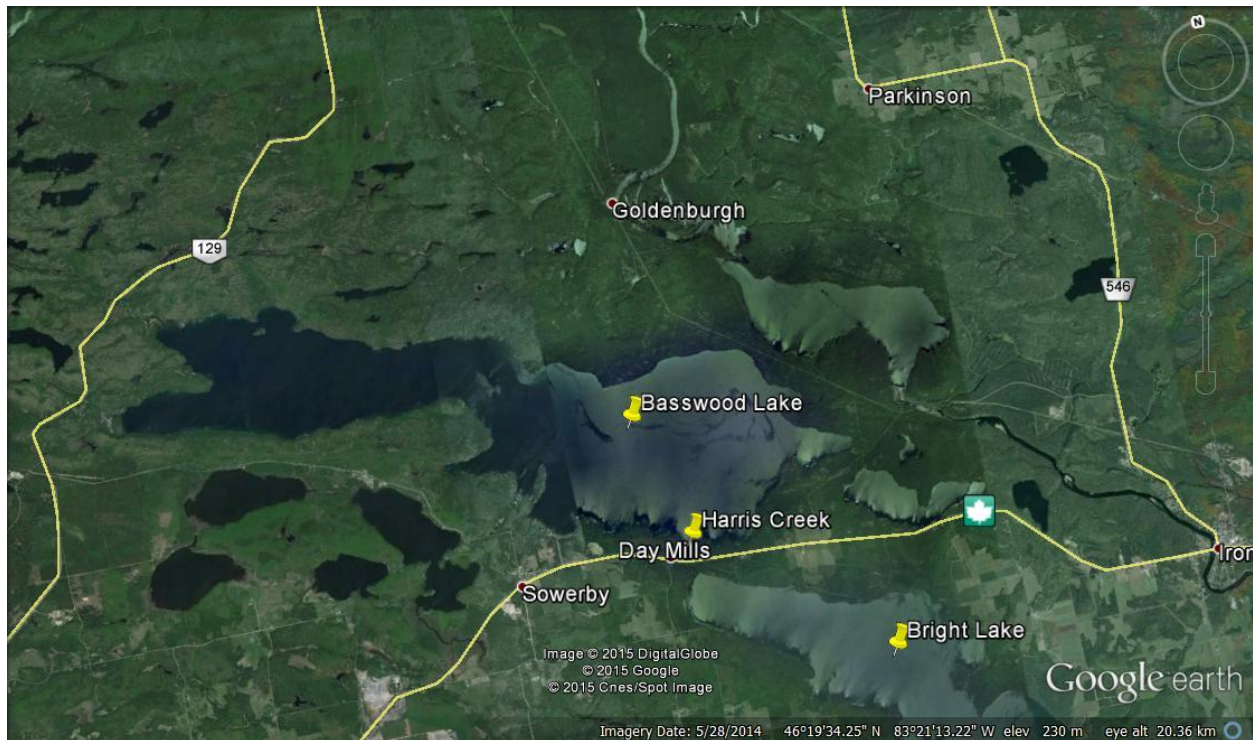 N
Parkinson
Goldenburgh
129
546
Basswood Lake
Harris Creek
Day Mills
Iron
Sowerby
Bright Lake
Image © 2015 DigitalGlobe
© 2015 Google
© 2015 Cnes/Spot Image
Google earth
Imagery Date: 5/28/2014 46°19'34.25" N 83°21'13.22" W elev 230 m eye alt 20.36 km